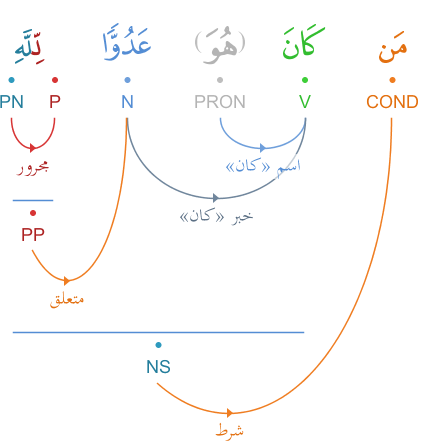 مَن كَانَ (هُوَ) عَدُوًّا لِّلَّهِ
COND V PRON N P PN
اسم «كان»
مجرور
خبر «كان»
PP
متعلق
NS
شرط